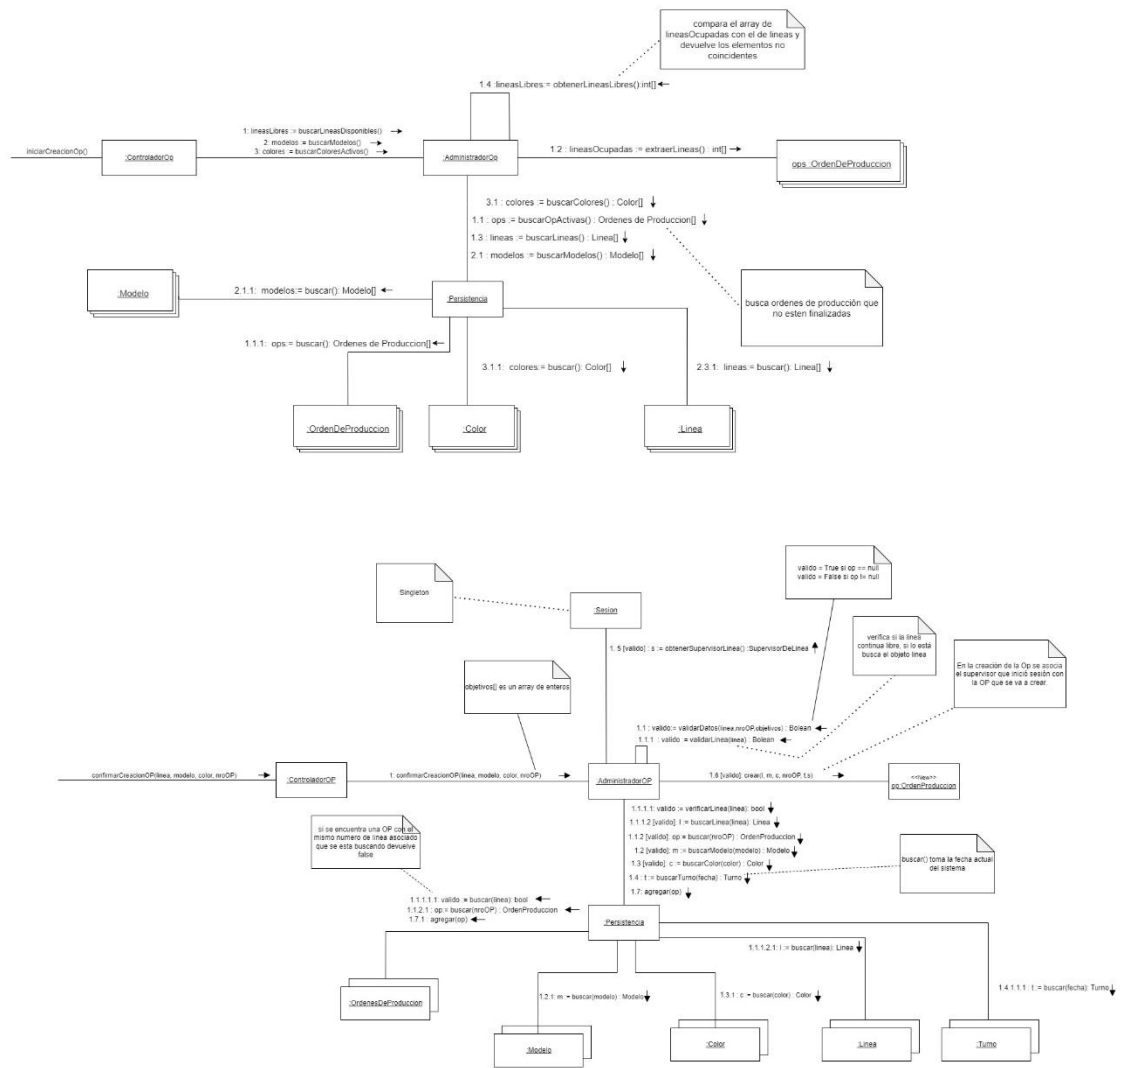 compara el array de
lineasOcupadas con el de lineas y
devuelve los elementos no
coincidentes
1.4 :lineasLibres:= obtenerLineasLibres():int[]
1: lineasLibres := buscarLineasDisponibles()
2: modelos := buscarModelos()
3: colores := buscarColoresActivos()
iniciarCreacionOp()
:ControladorOp
:AdministradorOp
1.2 : lineasOcupadas := extraerLineas() : int[]
ops :OrdenDeProduccion
3.1 : colores := buscarColores() : Color[]
1.1 : ops := buscarOpActivas() : Ordenes de Produccion[]
1.3 : lineas := buscarLineas() : Linea[]
2.1 : modelos := buscarModelos() : Modelo[]
:Modelo
2.1.1: modelos:= buscar(): Modelo[]
:Persistencia
busca ordenes de producción que
no esten finalizadas
1.1.1: ops:= buscar(): Ordenes de Produccion[]
3.1.1: colores:= buscar(): Color[]
2.3.1: lineas:= buscar(): Linea[]
:OrdenDeProduccion
:Color
:Linea
valido = True si op == null
valido = False si op != null
Singleton
:Sesion
verifica si la linea
continua libre, si lo está
busca el objeto linea
1. 5 [valido] : s := obtenerSupervisorLinea() :SupervisorDeLinea
En la creación de la Op se asocia
el supervisor que inició sesión con
la OP que se va a crear.
objetivos[] es un array de enteros
1.1 : valido:= validarDatos(linea,nroOP,objetivos) : Bolean
1.1.1 : valido := validarLinea(linea) : Bolean
confirmarCreacionOP(linea, modelo, color, nroOP)
:ControladorOP
1: confirmarCreacionOP(linea, modelo, color, nroOP)
:AdministradorOP
1.6 [valido]: crear(l, m, c, nroOP, t,s)
<<New>>
op:OrdenProduccion
1.1.1.1: valido := verificarLinea(linea): bool
1.1.1.2 [valido]: l := buscarLinea(linea): Linea
1.1.2 [valido]: op = buscar(nroOP) : OrdenProduccion
1.2 [valido]: m := buscarModelo(modelo) : Modelo
1.3 [valido]: c := buscarColor(color) : Color
1.4 : t := buscarTurno(fecha) : Turno
1.7: agregar(op)
si se encuentra una OP con el
mismo numero de linea asociado
que se esta buscando devuelve
false
buscar() toma la fecha actual
del sistema
1.1.1.1.1: valido := buscar(linea): bool
1.1.2.1 : op:= buscar(nroOP) : OrdenProduccion
1.7.1 : agregar(op)
:Persistencia
1.1.1.2.1: l := buscar(linea): Linea
:OrdenesDeProduccion
1.2.1: m := buscar(modelo) : Modelo
1.3.1 : c := buscar(color) : Color
1.4.1.1.1 : t := buscar(fecha): Turno
:Modelo
:Color
:Linea
:Turno